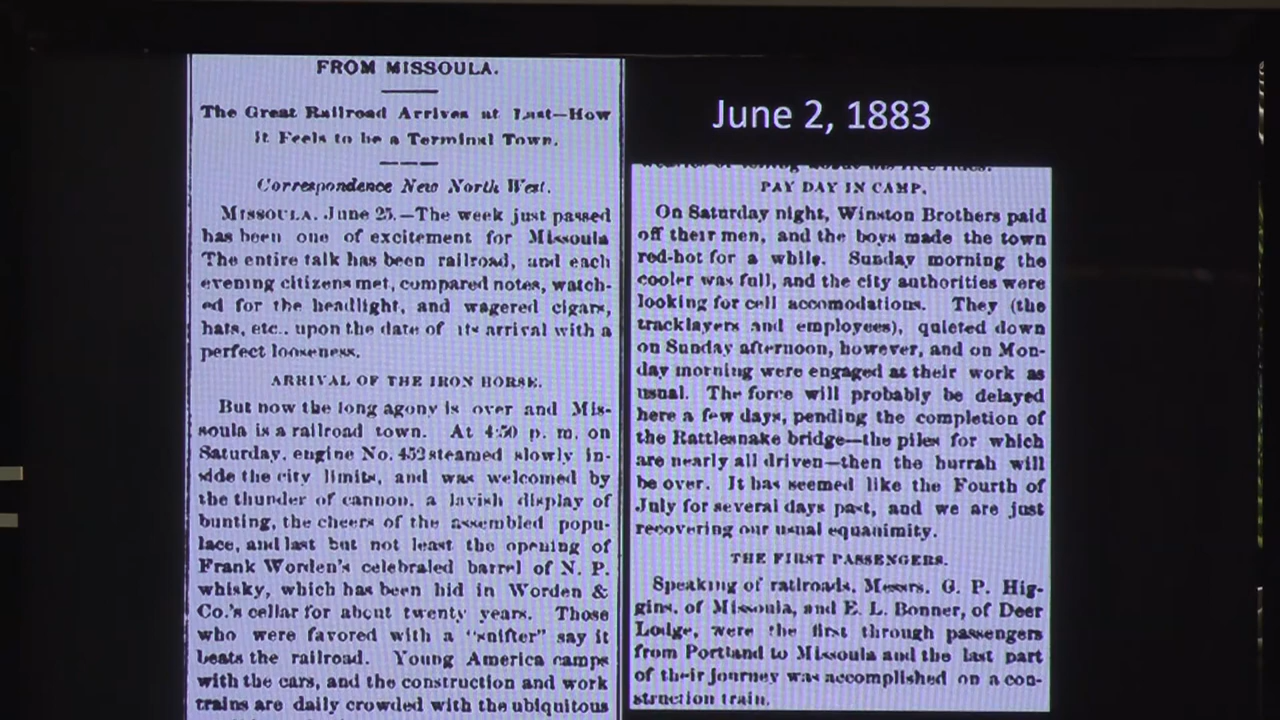 FROM MISSOULA.
The Great Railroad Arrives at Last—How
it Feels to be a Terminal Town.
Correspondence New North West.
MISSOULA, June 25.—The week just passed
has been one of excitement for Missoula
The entire talk has been railroad, and each
evening citizens met, compared notes, watch-
ed for the headlight, and wagered cigars,
hats, etc., upon the date of its arrival with a
perfect looseness.
ARRIVAL OF THE IRON HORSE.
But now the long agony is over and Mis-
soula is a railroad town. At 4:50 p. m. on
Saturday, engine No. 452 steamed slowly in-
side the city limits, and was welcomed by
the thunder of cannon, a lavish display of
bunting, the cheers of the assembled popu-
lace, and last but not least the opening of
Frank Worden's celebraled barrel of N. P.
whisky, which has been hid in Worden &
Co.'s cellar for about twenty years. Those
who were favored with a "snifter" say it
beats the railroad. Young America camps
with the cars, and the construction and work
trains are daily crowded with the ubiquitous
June 2, 1883
PAY DAY IN CAMP.
On Saturday night, Winston Brothers paid
off their men, and the boys made the town
red-hot for a while. Sunday morning the
cooler was full, and the city authorities were
looking for cell accomodations. They (the
tracklayers and employees), quieted down
on Sunday afternoon, however, and on Mon-
day morning were engaged at their work as
usual. The force will probably be delayed
here a few days, pending the completion of
the Rattlesnake bridge—the piles for which
are nearly all driven—then the hurrah will
be over. It has seemed like the Fourth of
July for several days past, and we are just
recovering our usual equanimity.
THE FIRST PASSENGERS.
Speaking of railroads, Messrs. G. P. Hig-
gins, of Missoula, and E. L. Bonner, of Deer
Lodge, were the first through passengers
from Portland to Missoula and the last part
of their journey was accomplished on a con-
struction train.